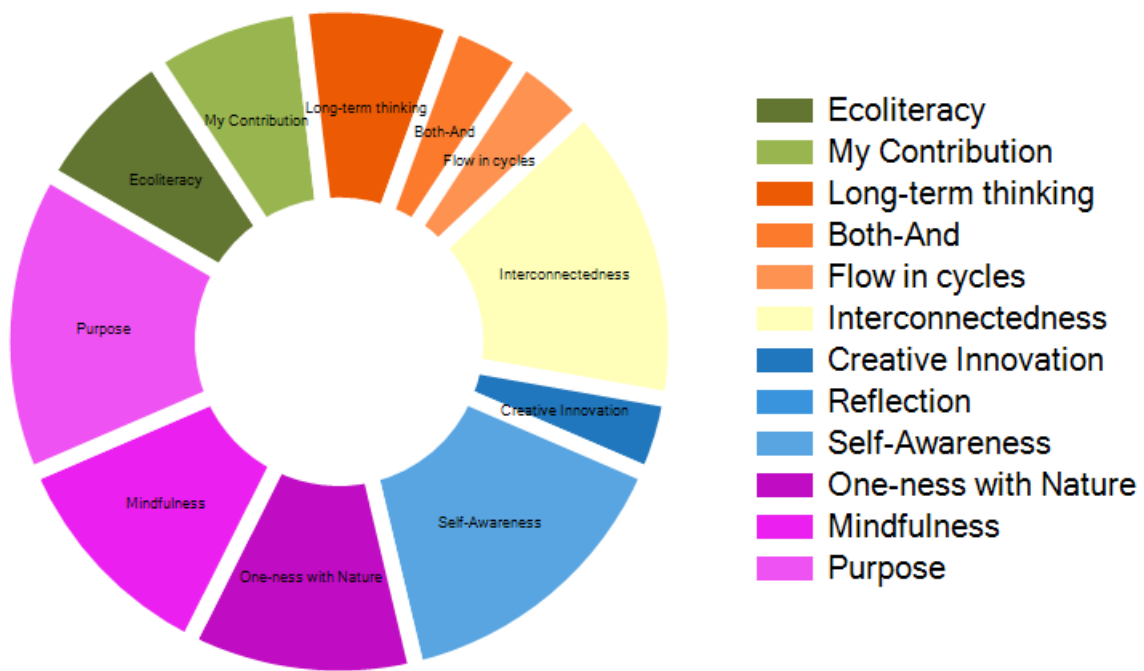 Long-term thinking
My Contribution
Both-And
Flow in cycles
Ecoliteracy
Interconnectedness
Purpose
Creative Innovation
Mindfulness
Self-Awareness
One-ness with Nature
Ecoliteracy
My Contribution
Long-term thinking
Both-And
Flow in cycles
Interconnectedness
Creative Innovation
Reflection
Self-Awareness
One-ness with Nature
Mindfulness
Purpose